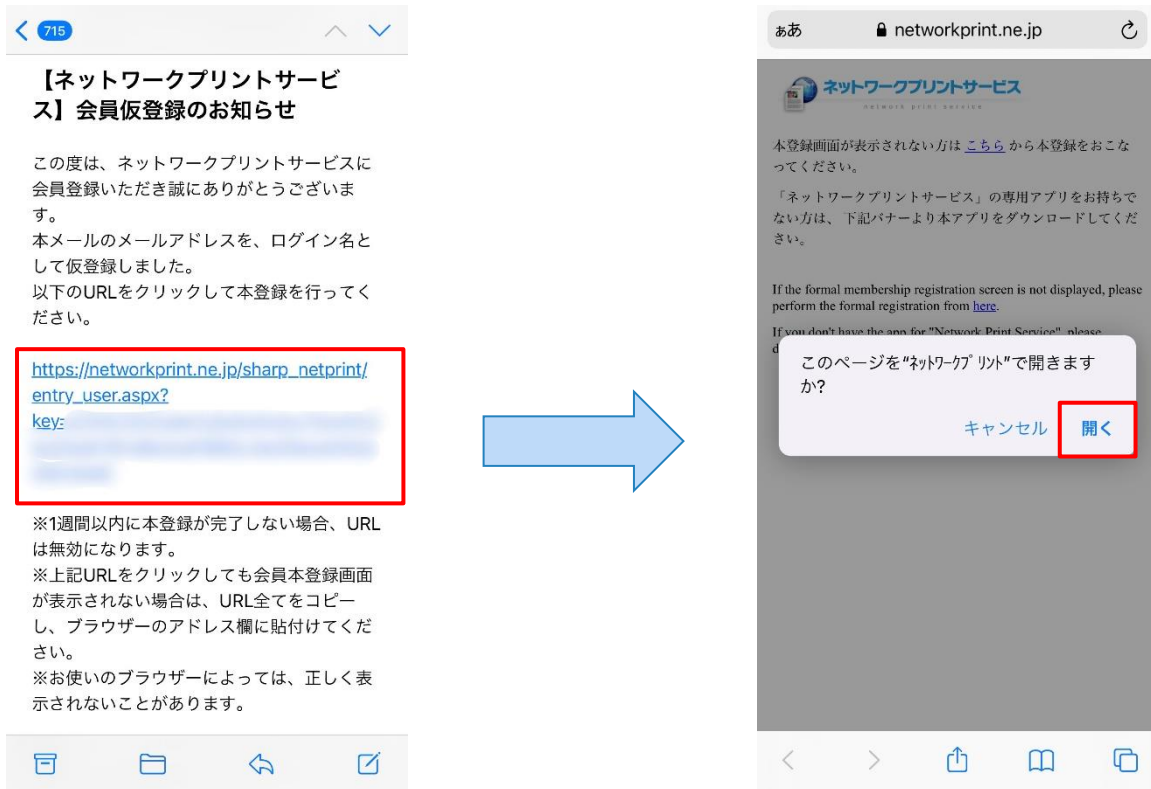 715
【ネットワークプリントサービ
ス】会員仮登録のお知らせ
この度は、ネットワークプリントサービスに
会員登録いただき誠にありがとうございま
す。
本メールのメールアドレスを、ログイン名と
して仮登録しました。
以下のURLをクリックして本登録を行ってく
ださい。
https://networkprint.ne.jp/sharp_netprint/
entry_user.aspx?
key=
※1週間以内に本登録が完了しない場合、URL
は無効になります。
※上記URLをクリックしても会員本登録画面
が表示されない場合は、URL全てをコピー
し、ブラウザーのアドレス欄に貼付けてくだ
さい。
※お使いのブラウザーによっては、正しく表
示されないことがあります。
ぁあ networkprint.ne.jp
ネットワークプリントサービス
network print service
本登録画面が表示されない方は こちら から本登録をおこな
ってください。
「ネットワークプリントサービス」の専用アプリをお持ちで
ない方は、 下記バナーより本アプリをダウンロードしてくだ
さい。
If the formal membership registration screen is not displayed, please
perform the formal registration from here.
If you don't have the app for "Network Print Service", please
このページを"ﾈｯﾄﾜｰｸﾌﾟﾘﾝﾄ"で開きます
か?
キャンセル 開く